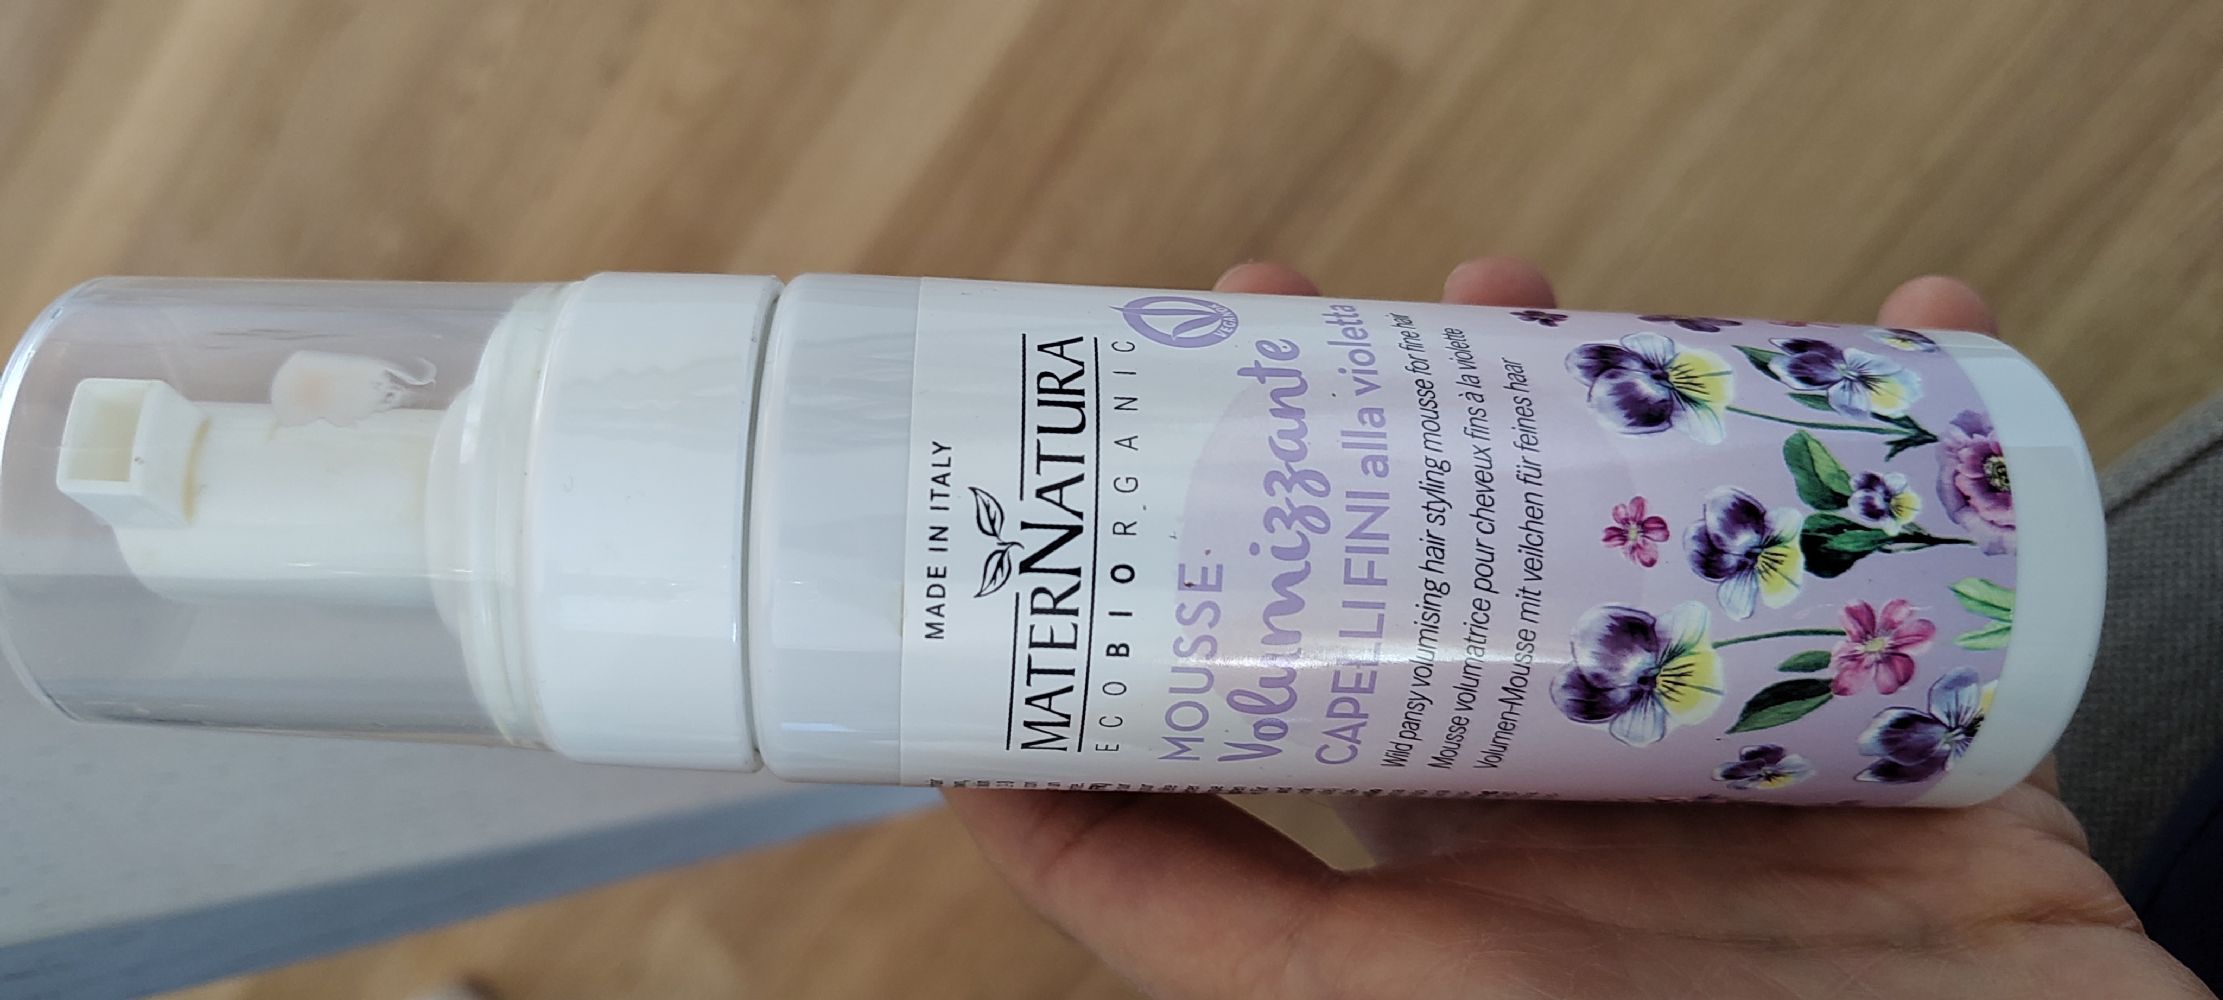 MADE IN ITALY
MATERNATURA
ECOBIORGANIC
VEGAN
MOUSSE
Volumizzante
CAPELLI FINI alla violetta
Wild pansy volumising hair styling mousse for fine hair
Mousse volumatrice pour cheveux fins à la violette
Volumen-Mousse mit veilchen für feines haar